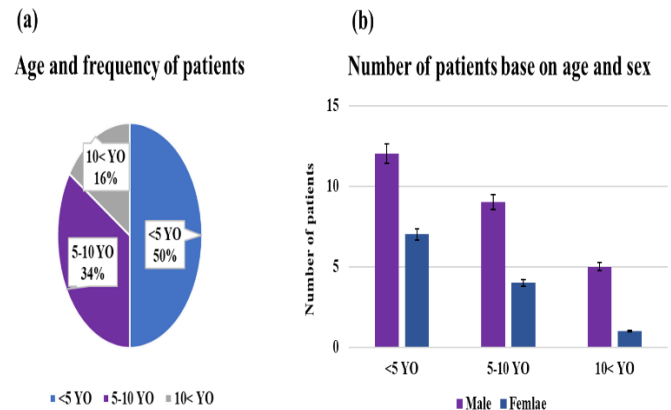 (a)
Age and frequency of patients
10< YO
16%
5-10 YO
34%
<5 YO
50%
<5 YO 5-10 YO 10< YO
(b)
Number of patients base on age and sex
Number of patients
15
10
5
0
<5 YO 5-10 YO 10< YO
Male Femlae